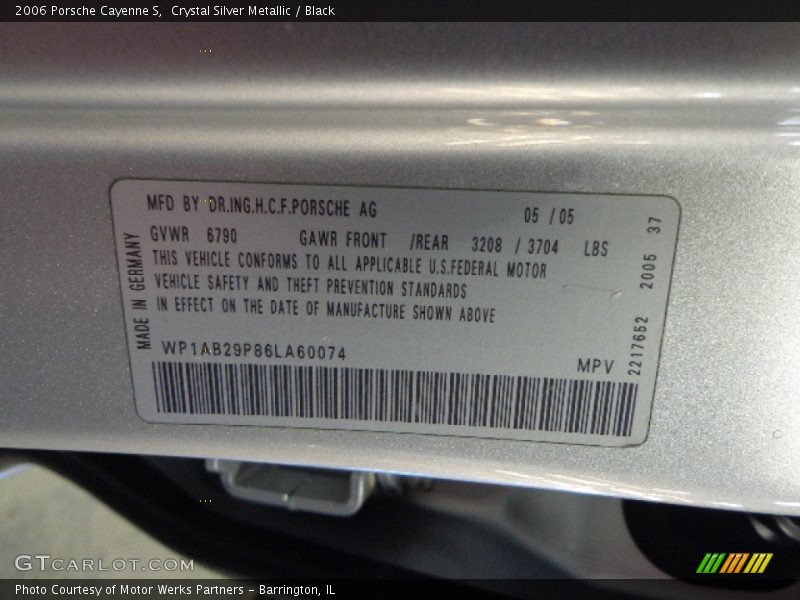 2006 Porsche Cayenne S,  Crystal Silver Metallic / Black
MFD BY DR.ING.H.C.F.PORSCHE AG 05 / 05
GVWR 6790 GAWR FRONT /REAR 3208 / 3704 LBS
THIS VEHICLE CONFORMS TO ALL APPLICABLE U.S.FEDERAL MOTOR
VEHICLE SAFETY AND THEFT PREVENTION STANDARDS
IN EFFECT ON THE DATE OF MANUFACTURE SHOWN ABOVE
WP1AB29P86LA60074 MPV
MADE IN GERMANY
2217652 2005 37
GTCARLOT.COM
Photo Courtesy of Motor Werks Partners - Barrington, IL